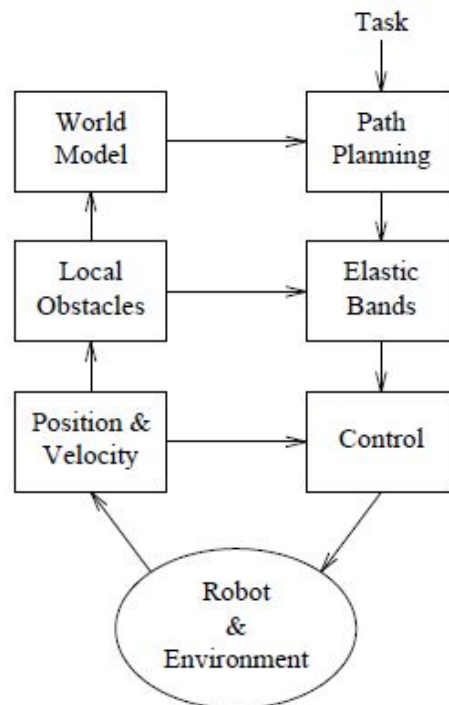 Task
World
Model
Path
Planning
Local
Obstacles
Elastic
Bands
Position &
Velocity
Control
Robot
&
Environment